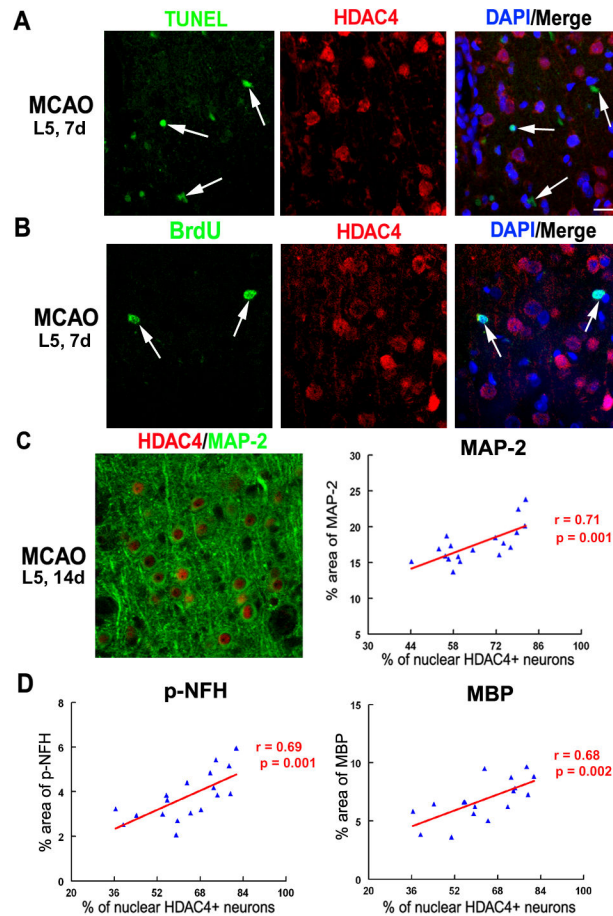 A
TUNEL HDAC4 DAPI/Merge
MCAO
L5, 7d
B
BrdU HDAC4 DAPI/Merge
MCAO
L5, 7d
C
HDAC4/MAP-2
MCAO
L5, 14d
MAP-2
% area of MAP-2
25
20
15
10
5
r = 0.71
p = 0.001
30 44 58 72 86 100
% of nuclear HDAC4+ neurons
D
p-NFH
% area of p-NFH
8
6
4
2
0
r = 0.69
p = 0.001
20 36 52 68 84 100
% of nuclear HDAC4+ neurons
MBP
% area of MBP
15
10
5
0
r = 0.68
p = 0.002
20 36 52 68 84 100
% of nuclear HDAC4+ neurons